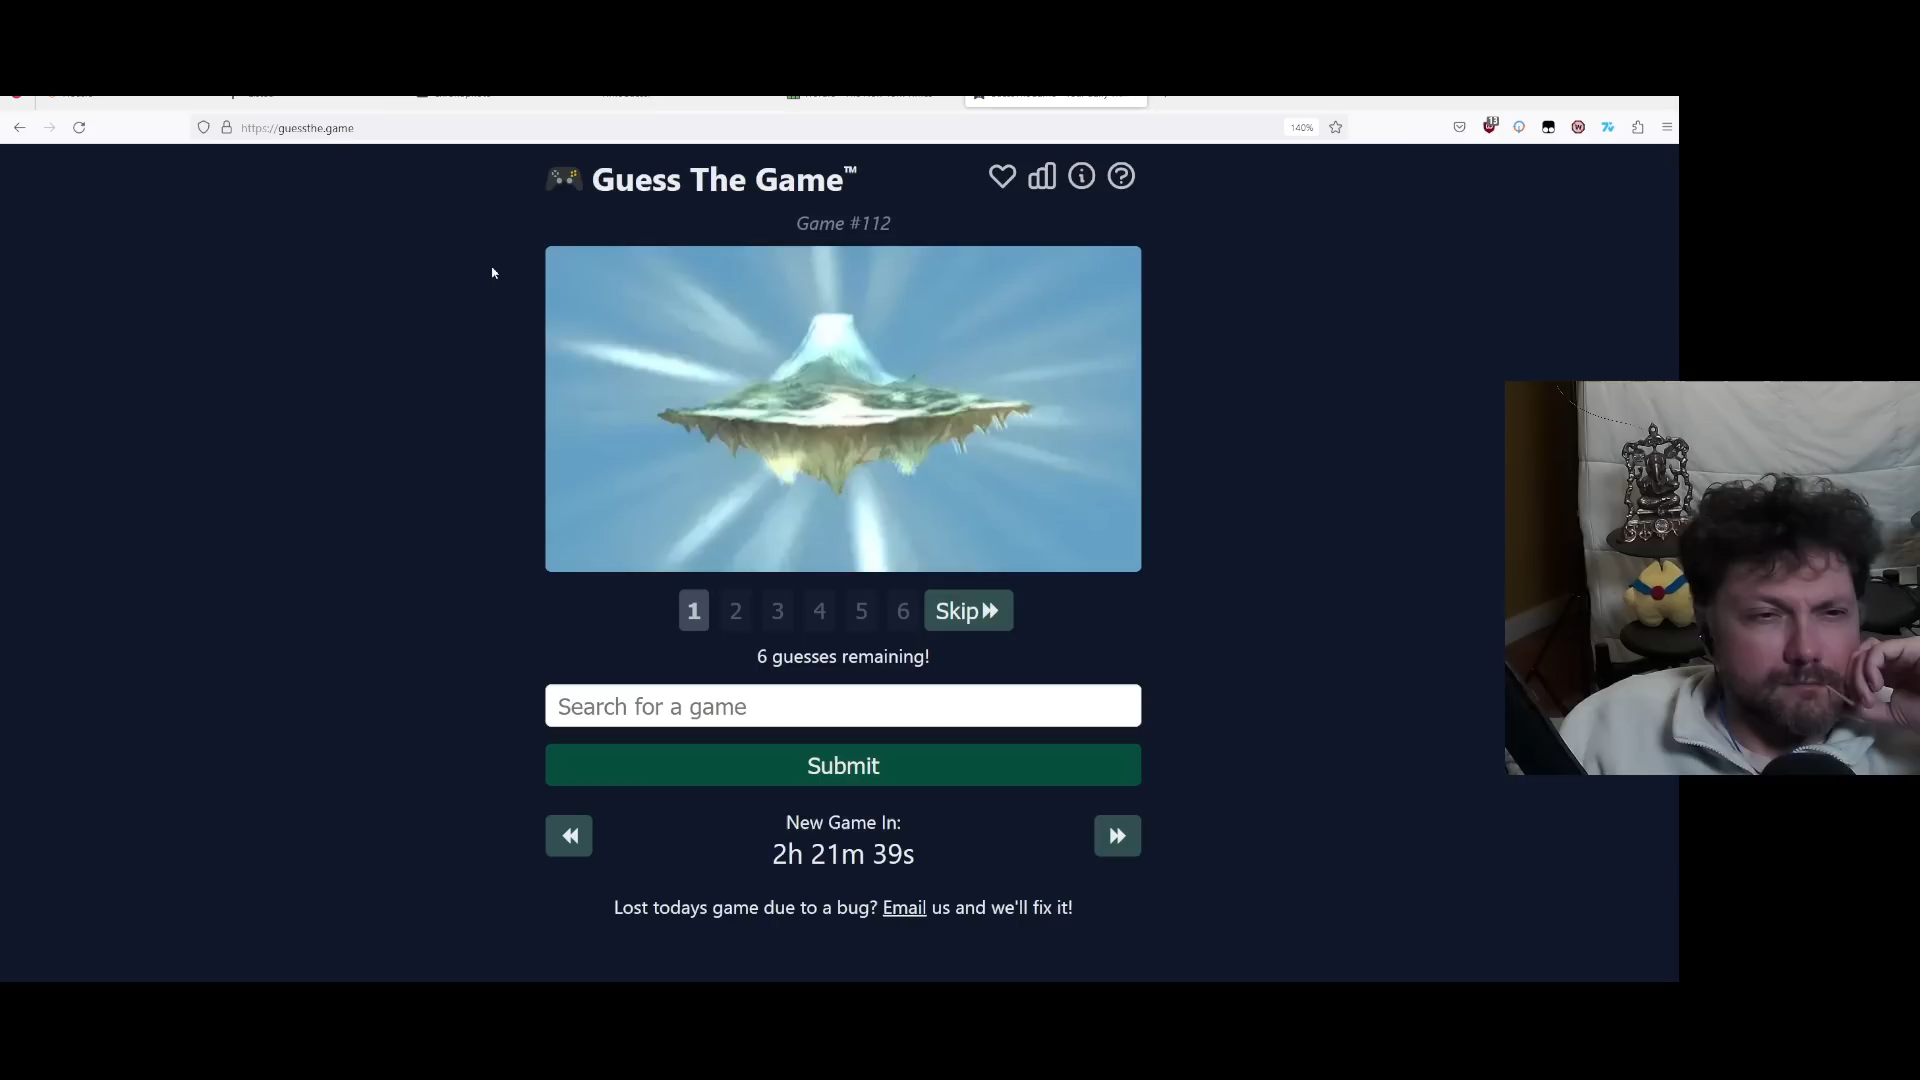 https://guessthe.game
140%
13
Guess The Game™
Game #112
1 2 3 4 5 6 Skip
6 guesses remaining!
Search for a game
Submit
New Game In:
2h 21m 39s
Lost todays game due to a bug? Email us and we'll fix it!